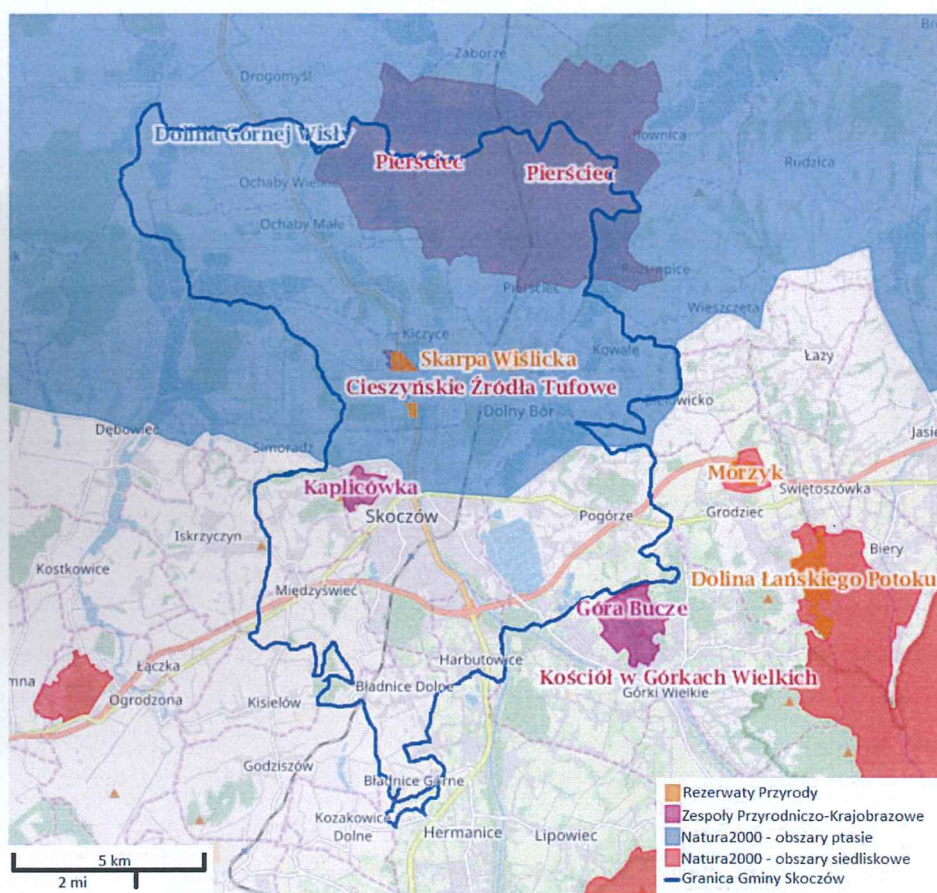 Zaborze
Drogomyśl
Dolina Górnej Wisły
Pierściec
Pierściec
Rudzica
Ochaby Wielkie
Ochaby Małe
Pierściec
Wieszczęta
Kiczyce
Skarpa Wiślicka
Kowale
Łazy
Cieszyńskie Źródła Tufowe
Dolny Bór
Dębowiec
Simoradz
Jasie
Kaplicówka
Morzyk
Świętoszówka
Skoczów
Pogórze
Grodziec
Iskrzyczyn
Biery
Kostkowice
Dolina Łańskiego Potoku
Międzyświeć
Góra Bucze
Łączka
Harbutowice
Kościół w Górkach Wielkich
mna
Ogrodzona
Kisielów
Bładnice Dolne
Górki Wielkie
Godziszów
Bładnice Górne
Kozakowice
Dolne
Hermanice
Lipowiec
Rezerwaty Przyrody
Zespoły Przyrodniczo-Krajobrazowe
Natura2000 - obszary ptasie
Natura2000 - obszary siedliskowe
Granica Gminy Skoczów
5 km
2 mi